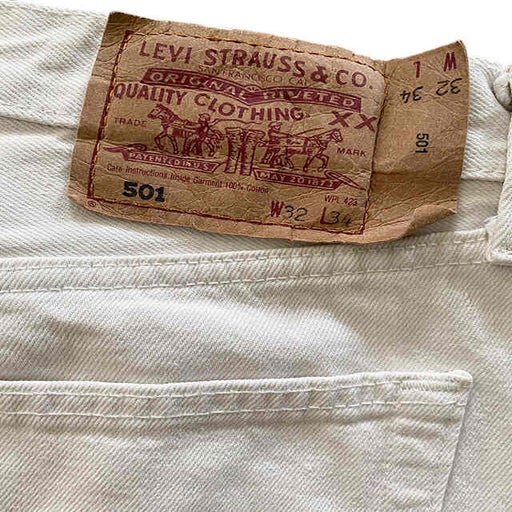 LEVI STRAUSS & CO.
SAN FRANCISCO CAL.
ORIGINAL RIVETED
QUALITY CLOTHING
XX
TRADE MARK
PATENTED IN U.S.
MAY 20 1873
Care Instructions Inside Garment 100% Cotton
WPL 423
501
W32 L34
®
W L
32 34
501